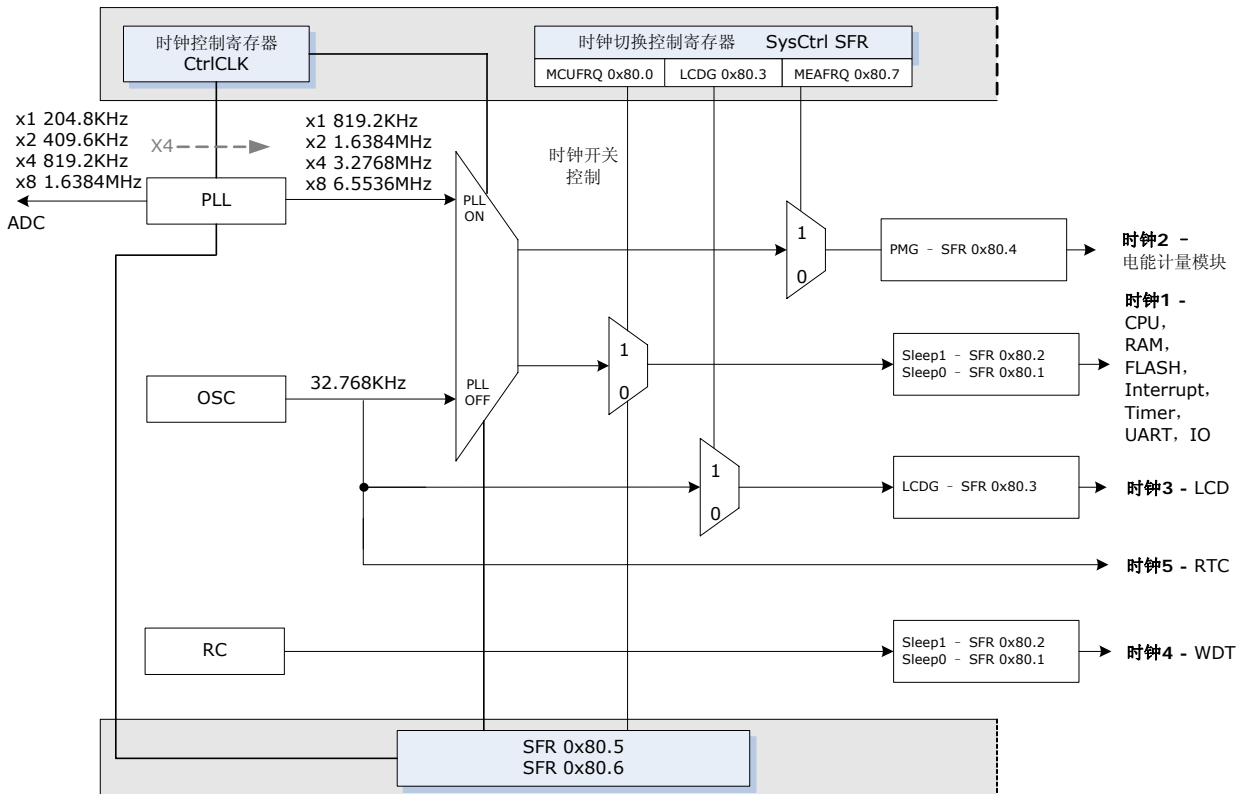 时钟控制寄存器
CtrlCLK
时钟切换控制寄存器 SysCtrl SFR
MCUFRQ 0x80.0
LCDG 0x80.3
MEAFRQ 0x80.7
x1 204.8KHz
x2 409.6KHz
x4 819.2KHz
x8 1.6384MHz
X4
x1 819.2KHz
x2 1.6384MHz
x4 3.2768MHz
x8 6.5536MHz
时钟开关
控制
PLL
ADC
PLL
ON
1
0
PMG – SFR 0x80.4
时钟2 –
电能计量模块
时钟1 -
CPU,
RAM,
FLASH,
Interrupt,
Timer,
UART, IO
1
0
Sleep1 – SFR 0x80.2
Sleep0 – SFR 0x80.1
OSC
32.768KHz
PLL
OFF
1
0
LCDG – SFR 0x80.3
时钟3 - LCD
时钟5 - RTC
RC
Sleep1 – SFR 0x80.2
Sleep0 – SFR 0x80.1
时钟4 - WDT
SFR 0x80.5
SFR 0x80.6